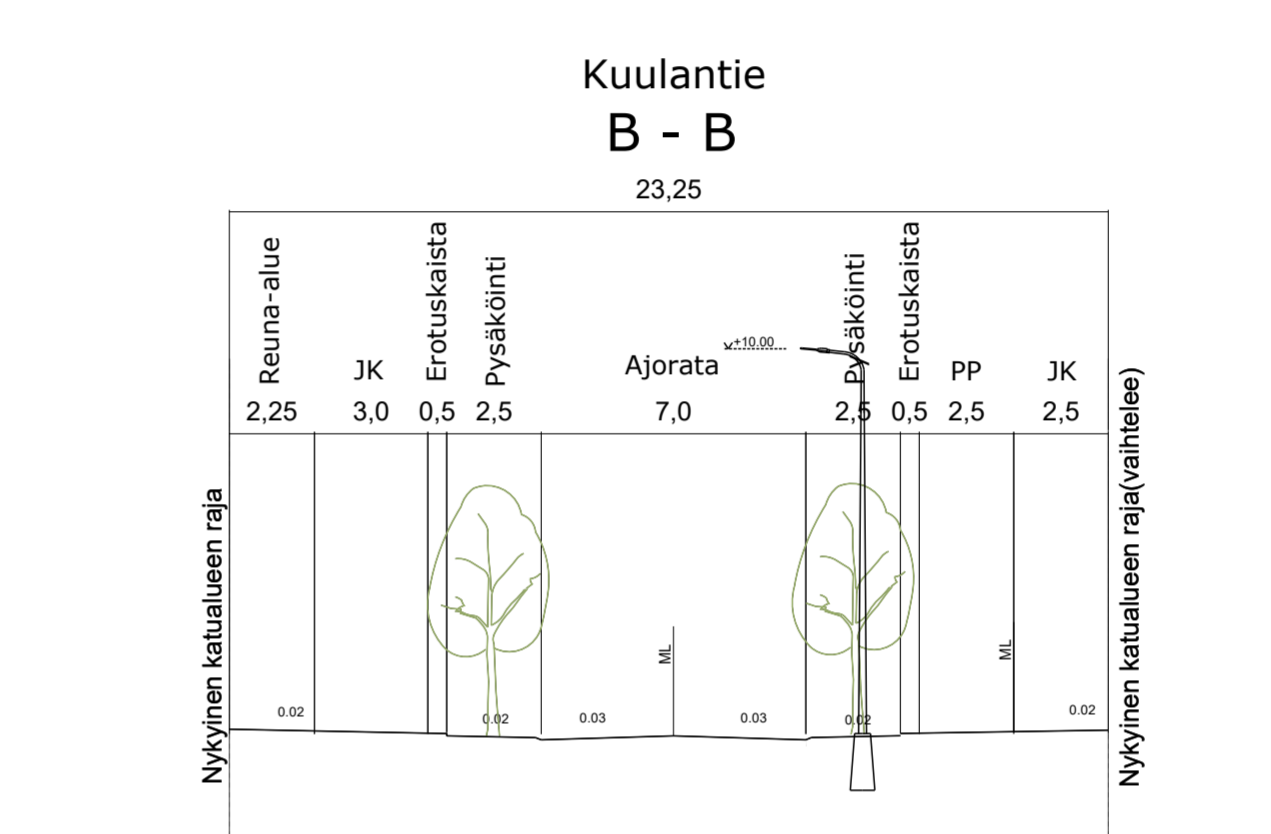 Kuulantie
B - B
23,25
Reuna-alue
JK
Erotuskaista
Pysäköinti
Ajorata
+10.00
Pysäköinti
Erotuskaista
PP
JK
2,25
3,0
0,5
2,5
7,0
2,5
0,5
2,5
2,5
Nykyinen katualueen raja
Nykyinen katualueen raja(vaihtelee)
ML
ML
0.02
0.02
0.03
0.03
0.02
0.02